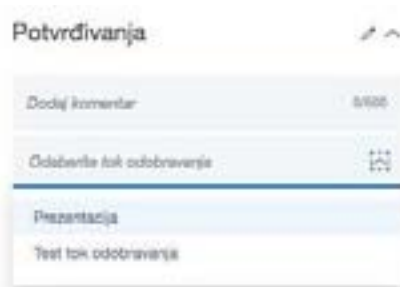 Potvrđivanja
Dodaj komentar
Odaberite tok odobravanja
Prezentacija
Test tok odobravanja